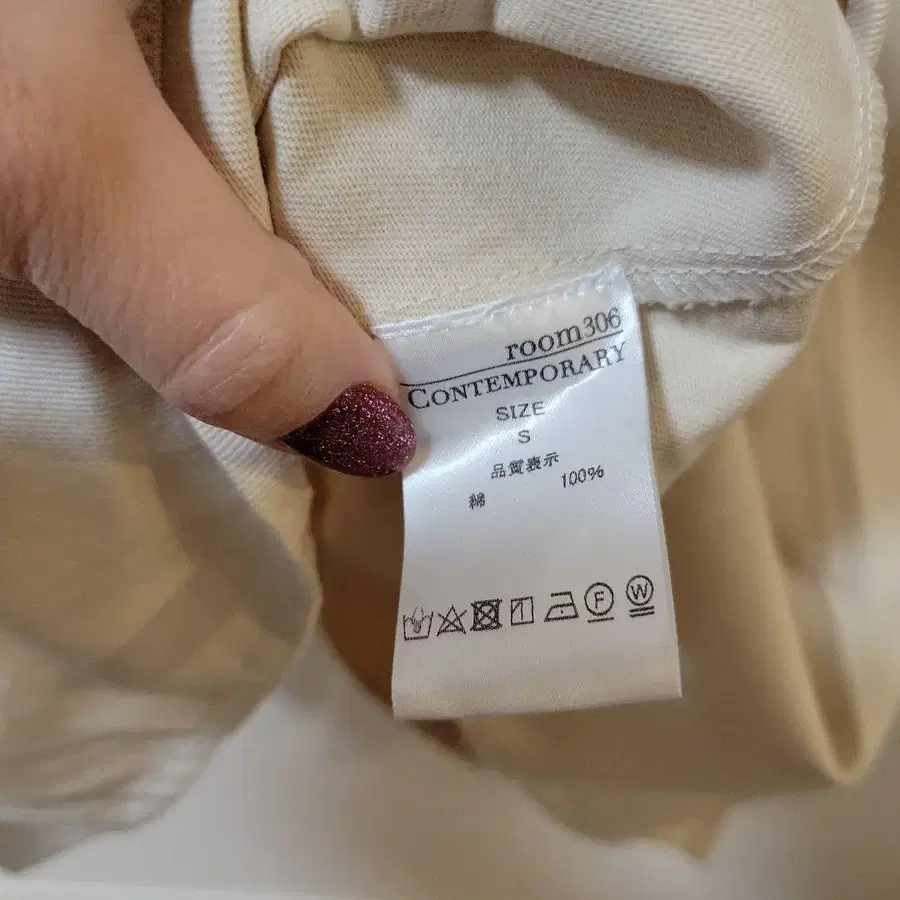 room306
CONTEMPORARY
SIZE
S
品質表示
綿 100%
F W